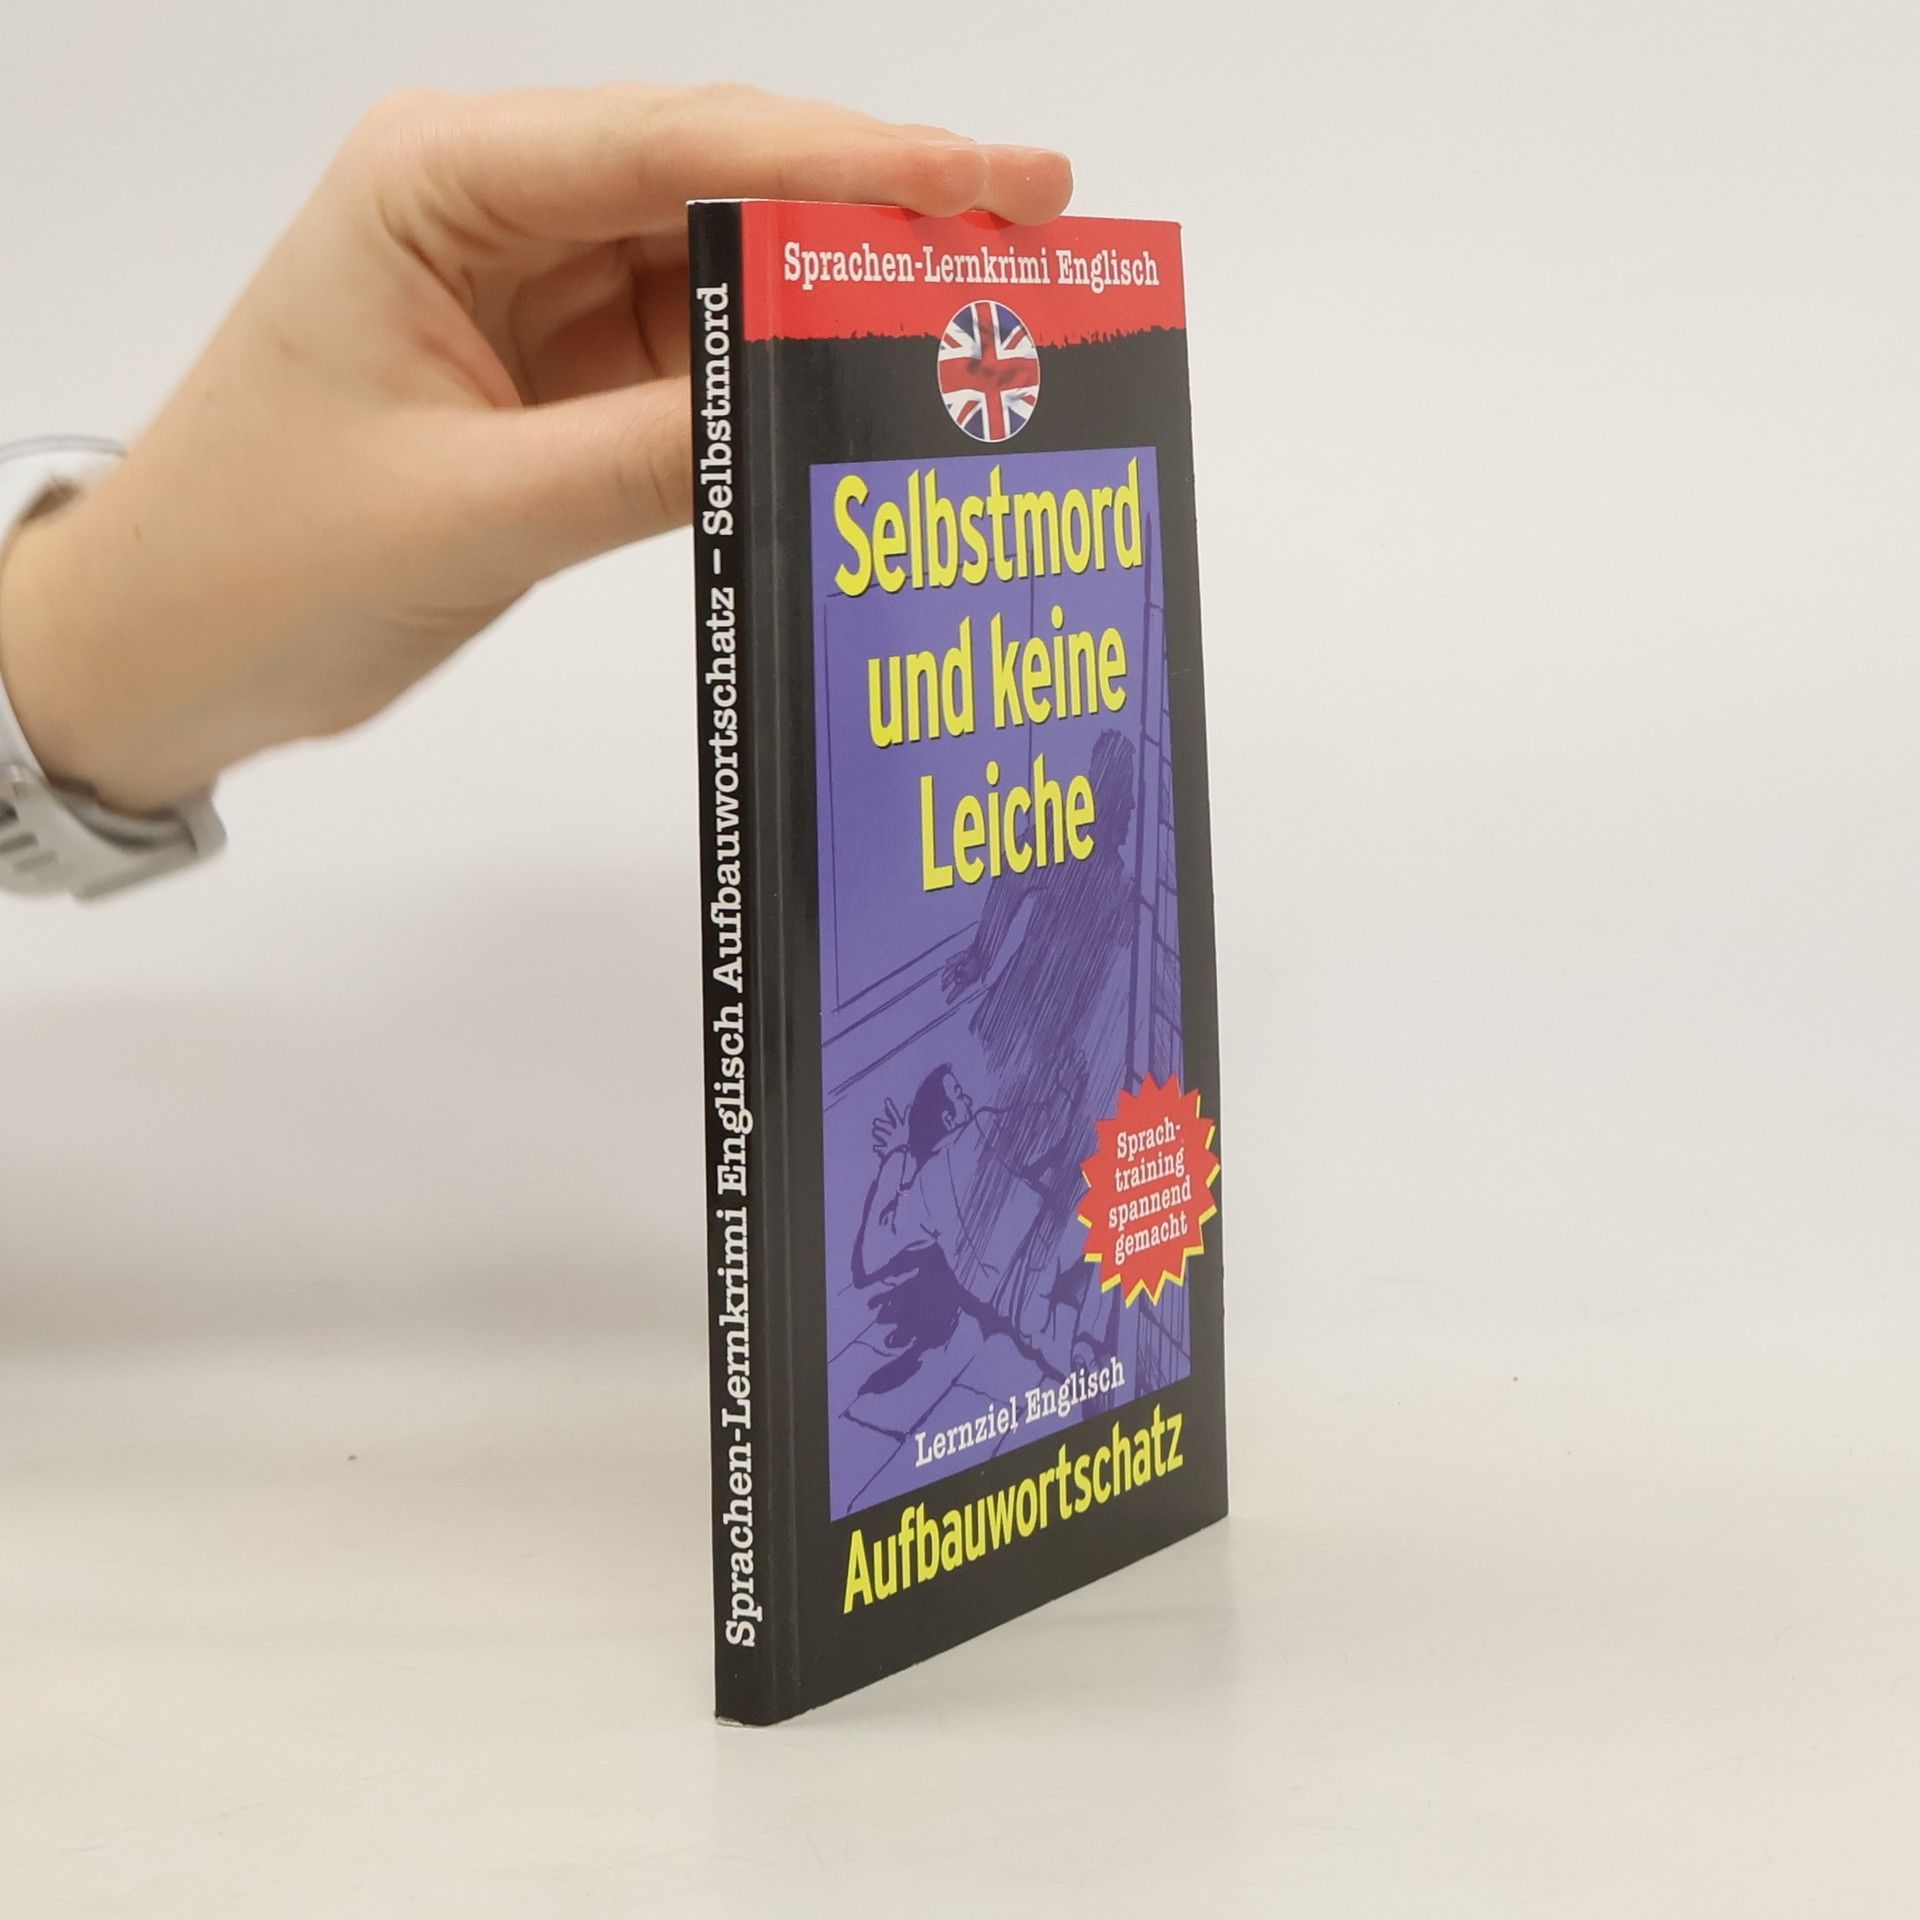 Sprachen-Lernkrimi Englisch Aufbauwortschatz – Selbstmord
Sprachen-Lernkrimi Englisch
Selbstmord
und keine
Leiche
Sprach-
training
spannend
gemacht
Lernziel Englisch
Aufbauwortschatz